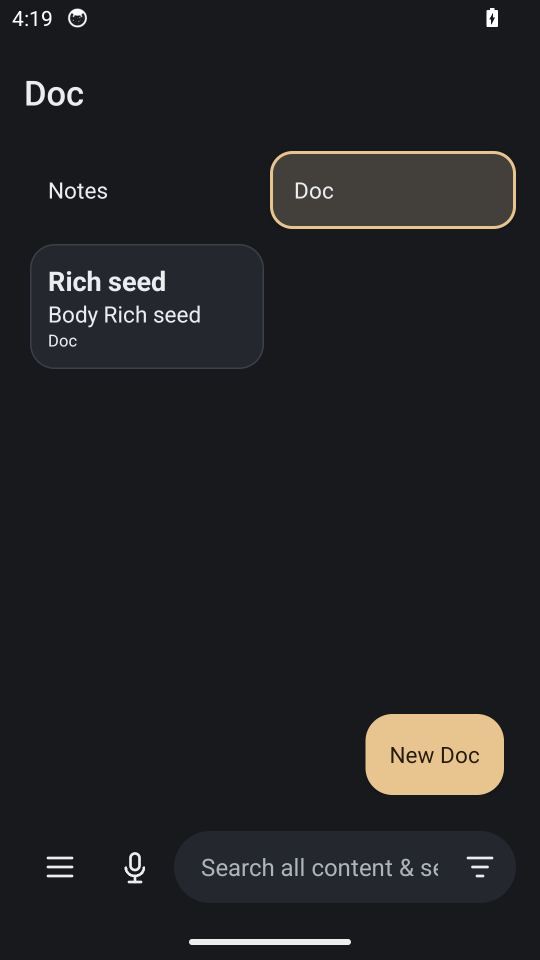 4:19
Doc
Notes
Doc
Rich seed
Body Rich seed
Doc
New Doc
Search all content & se